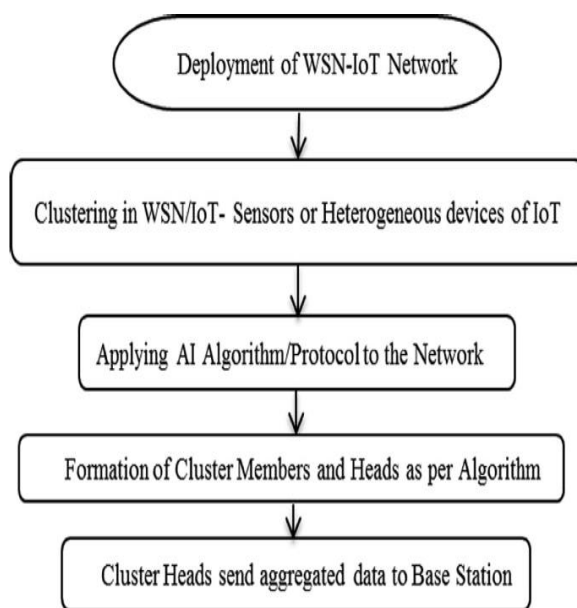 Deployment of WSN-IoT Network
Clustering in WSN/IoT- Sensors or Heterogeneous devices of IoT
Applying AI Algorithm/Protocol to the Network
Formation of Cluster Members and Heads as per Algorithm
Cluster Heads send aggregated data to Base Station